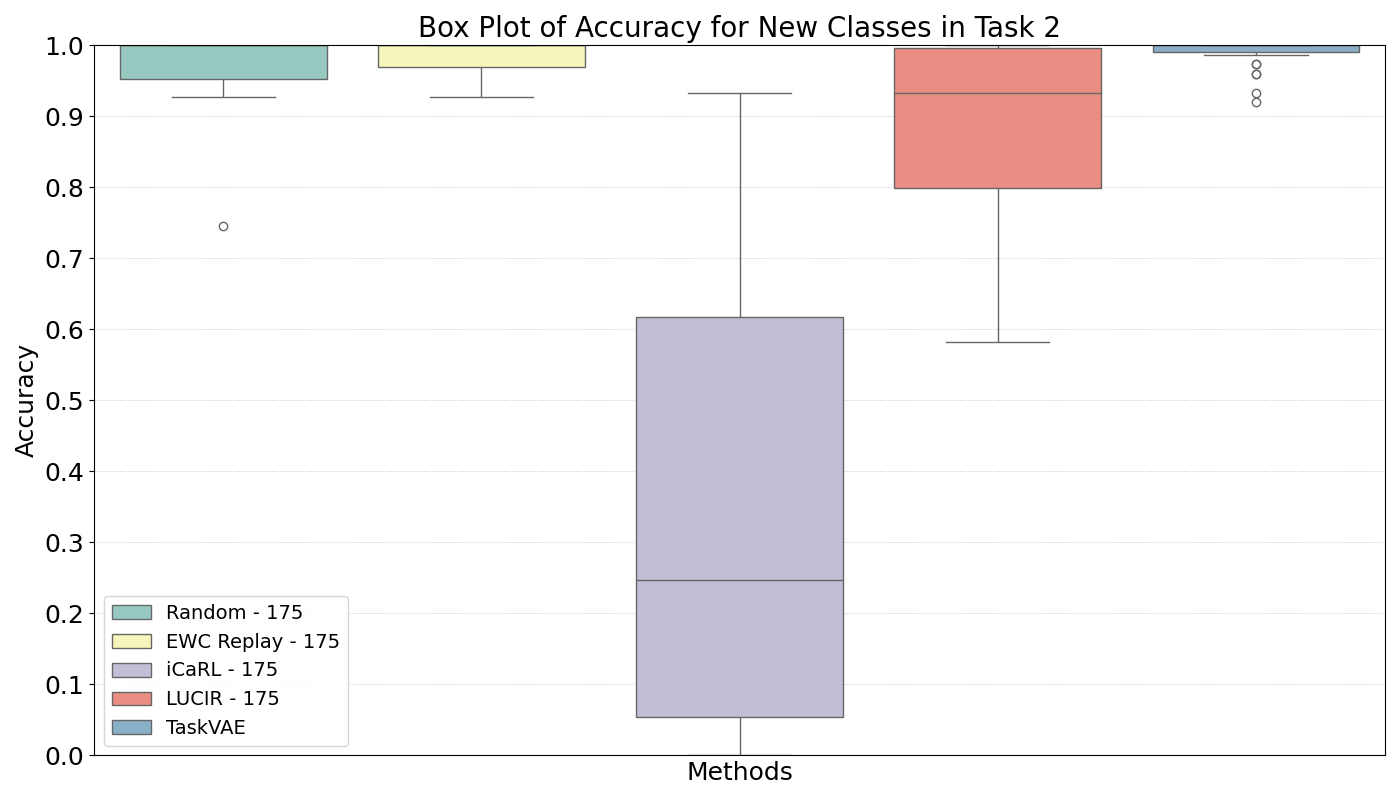 Box Plot of Accuracy for New Classes in Task 2
1.0
0.9
0.8
0.7
0.6
0.5
0.4
0.3
0.2
0.1
0.0
Accuracy
Random - 175
EWC Replay - 175
iCaRL - 175
LUCIR - 175
TaskVAE
Methods